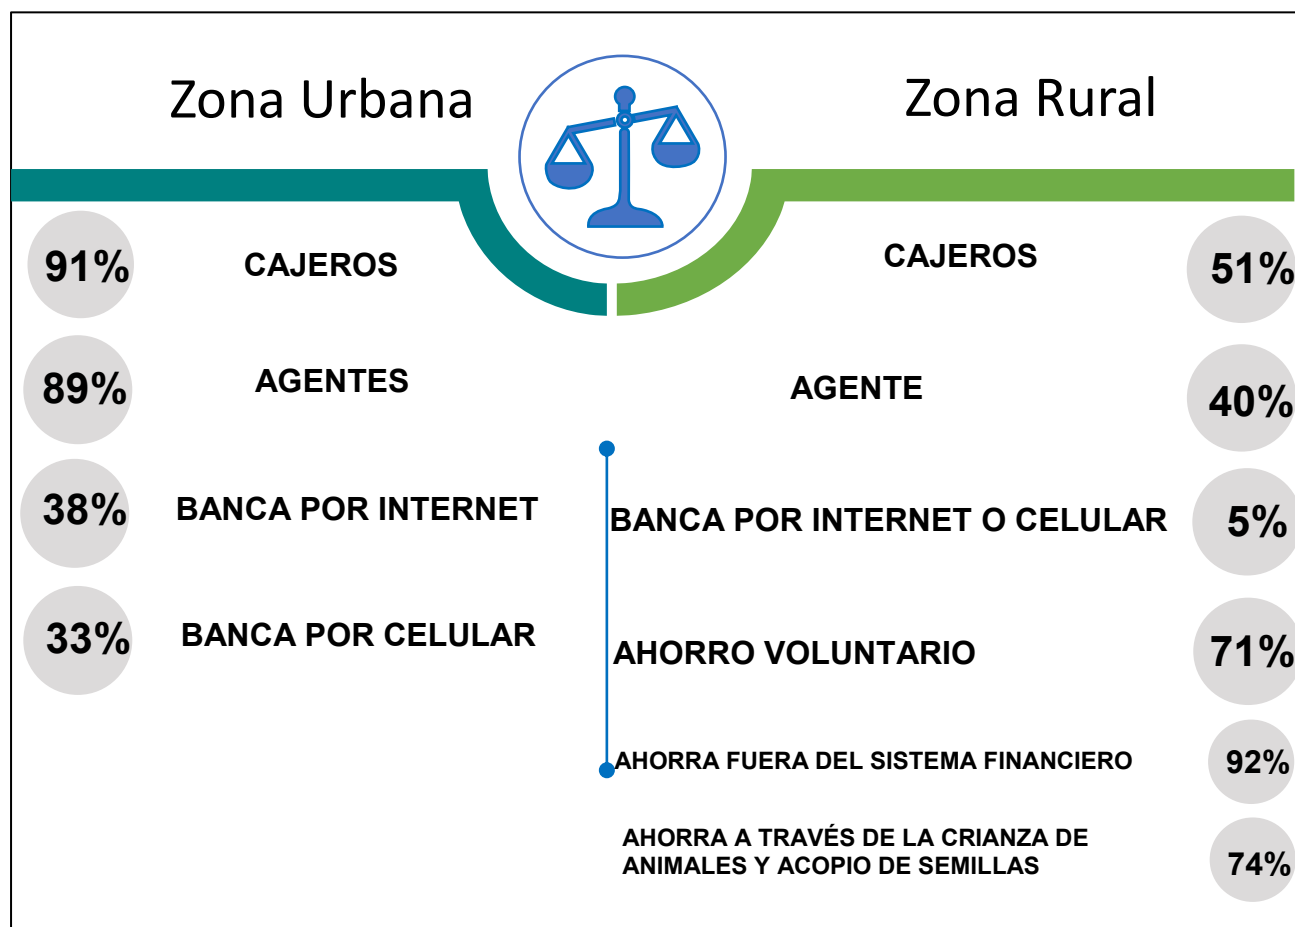 Zona Urbana
Zona Rural
91%
CAJEROS
89%
AGENTES
38%
BANCA POR INTERNET
33%
BANCA POR CELULAR
CAJEROS
51%
AGENTE
40%
BANCA POR INTERNET O CELULAR
5%
AHORRO VOLUNTARIO
71%
AHORRA FUERA DEL SISTEMA FINANCIERO
92%
AHORRA A TRAVÉS DE LA CRIANZA DE
ANIMALES Y ACOPIO DE SEMILLAS
74%